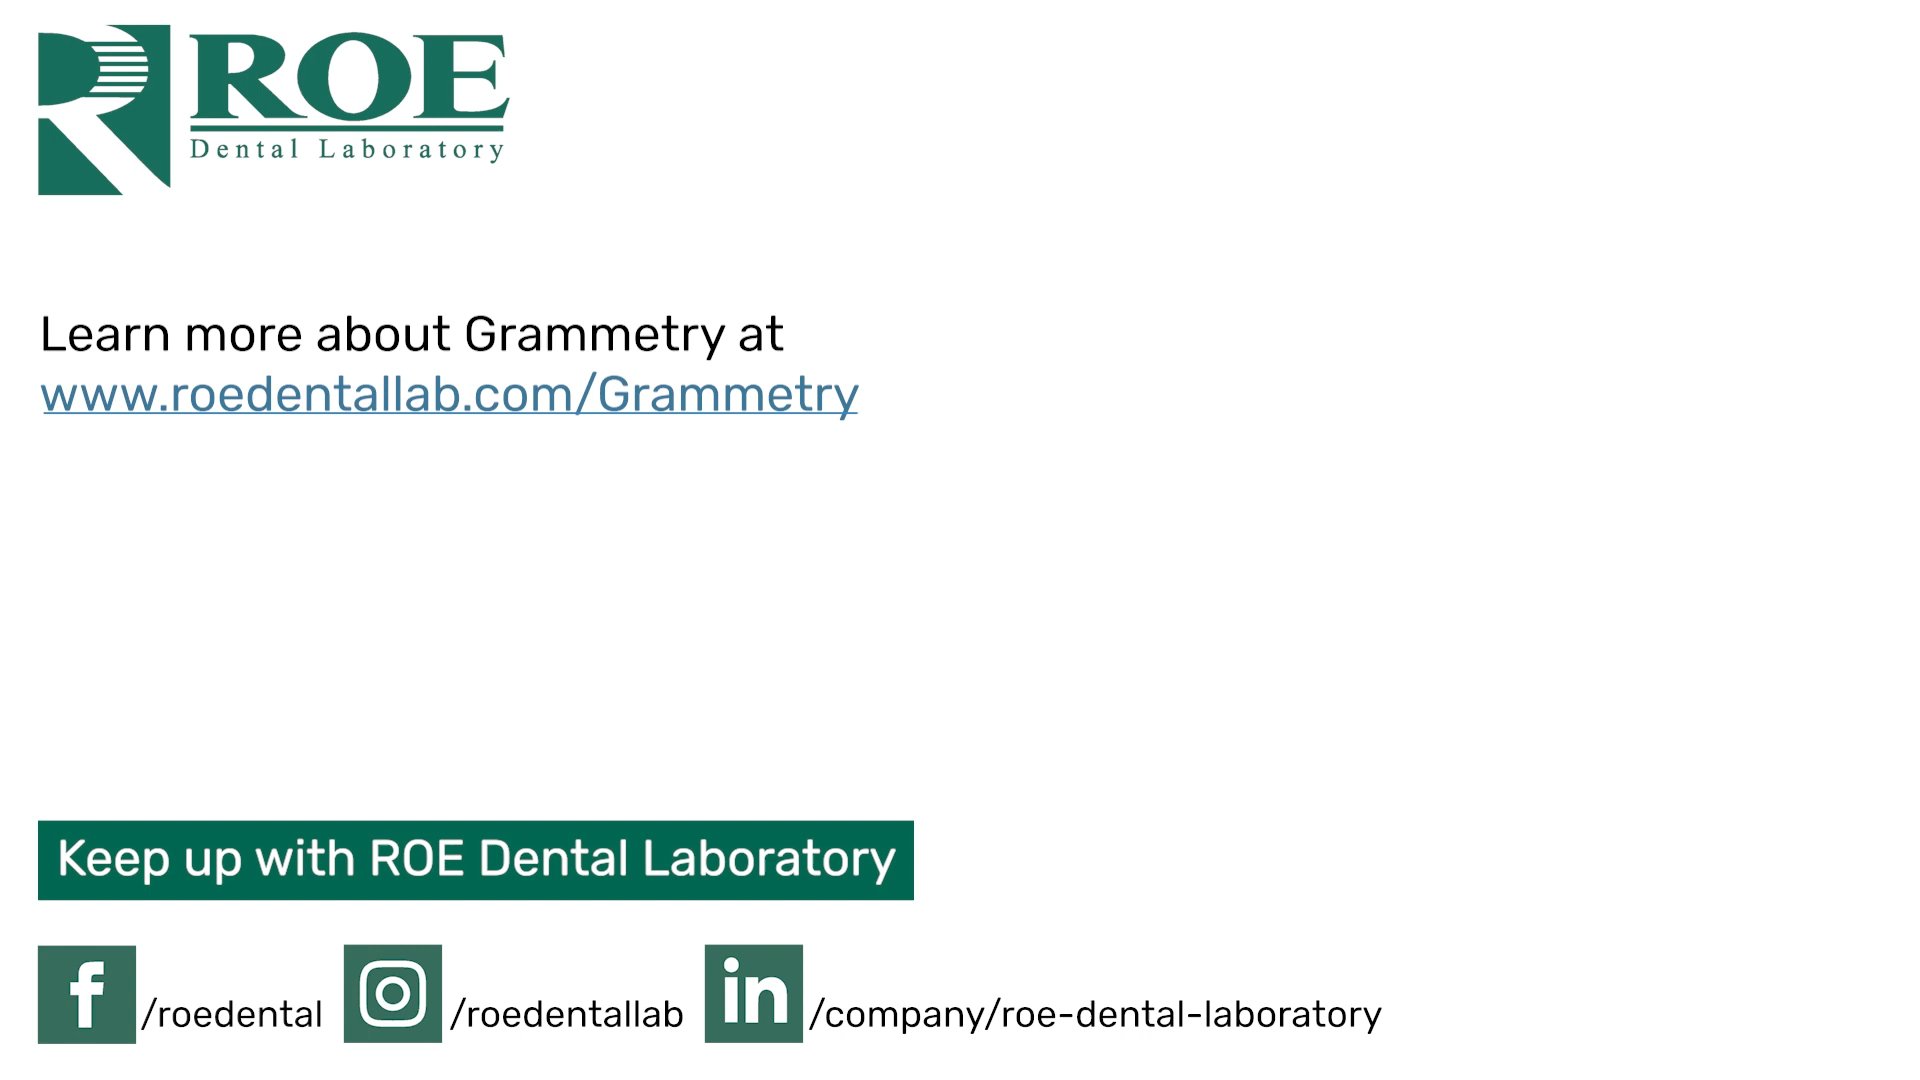 ROE
Dental Laboratory
Learn more about Grammetry at
www.roedentallab.com/Grammetry
Keep up with ROE Dental Laboratory
/roedental /roedentallab /company/roe-dental-laboratory